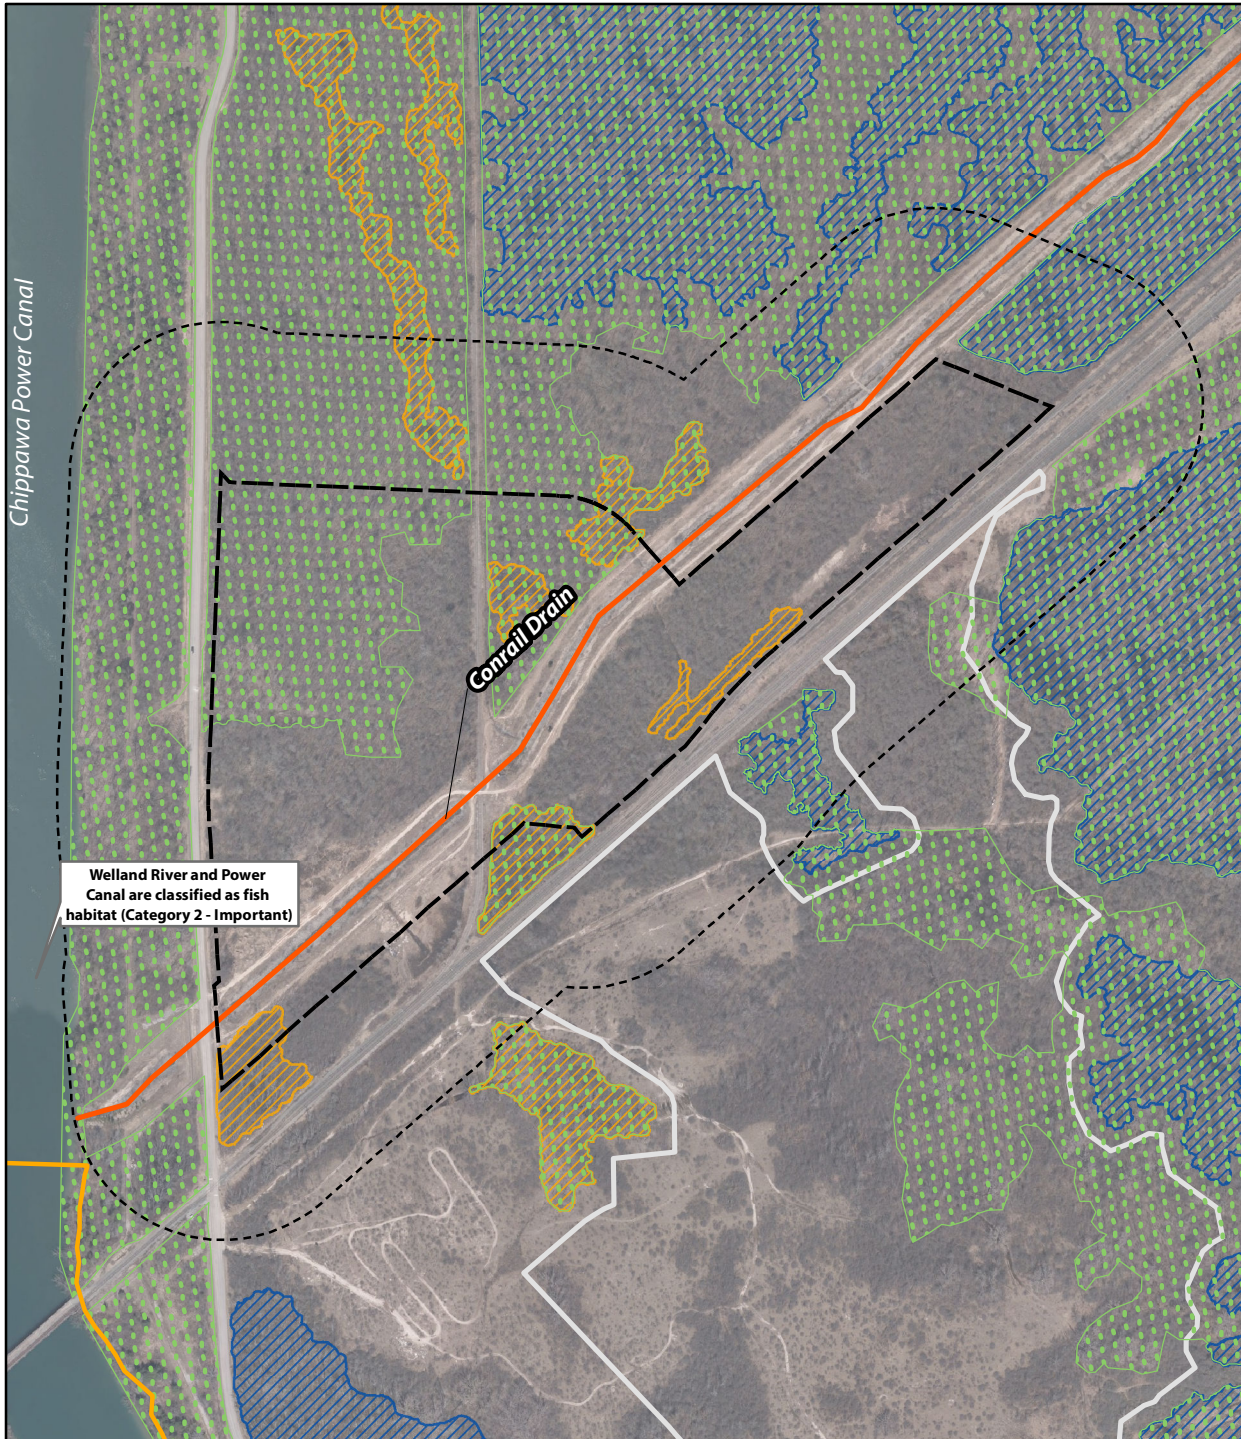 Chippawa Power Canal
Conrail Drain
Welland River and Power
Canal are classified as fish
habitat (Category 2 - Important)